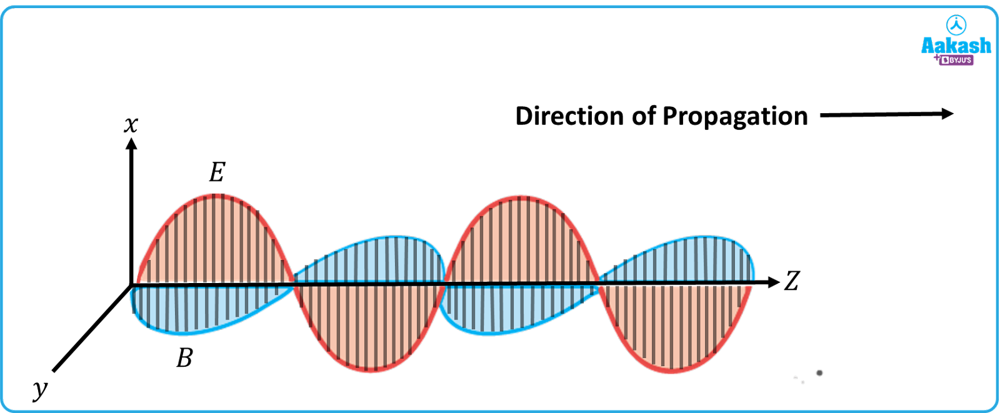 Aakash
+BYJU'S
Direction of Propagation
x
E
Z
B
y